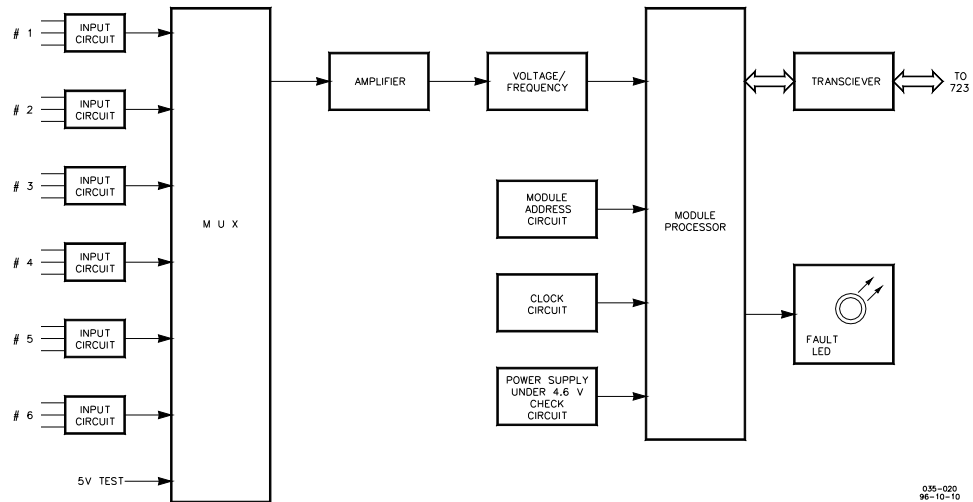 # 1
INPUT
CIRCUIT
# 2
INPUT
CIRCUIT
# 3
INPUT
CIRCUIT
# 4
INPUT
CIRCUIT
# 5
INPUT
CIRCUIT
# 6
INPUT
CIRCUIT
5V TEST
M U X
AMPLIFIER
VOLTAGE/
FREQUENCY
MODULE
ADDRESS
CIRCUIT
CLOCK
CIRCUIT
POWER SUPPLY
UNDER 4.6 V
CHECK
CIRCUIT
MODULE
PROCESSOR
TRANSCIEVER
TO
723
FAULT
LED
035-020
96-10-10